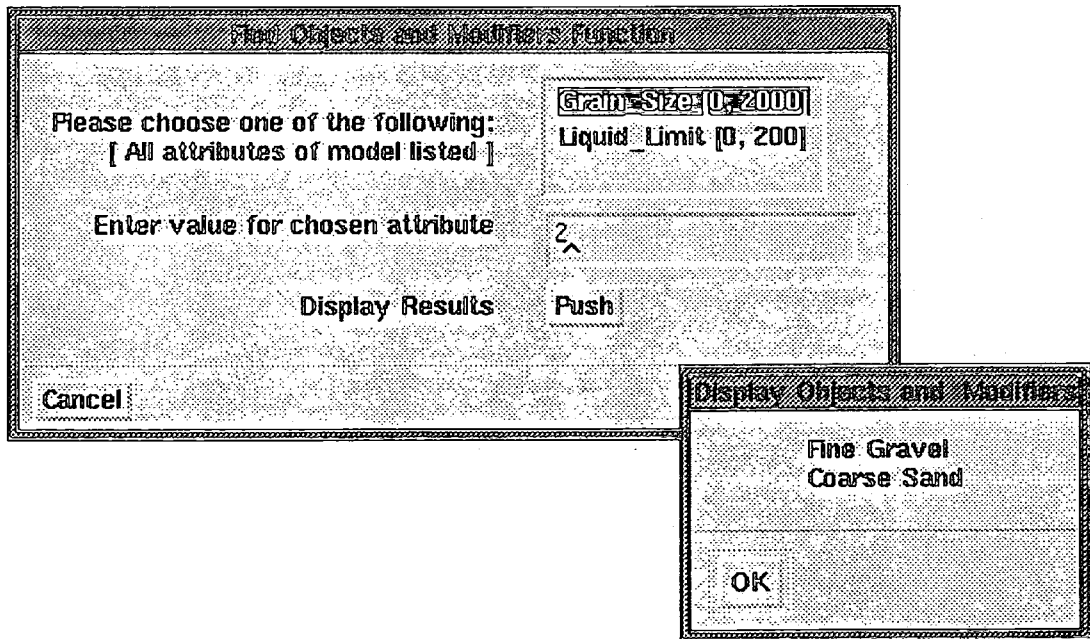 Find Objects and Modifiers Function
Please choose one of the following:
[ All attributes of model listed ]
Grain-Size [0, 2000]
Liquid_Limit [0, 200]
Enter value for chosen attribute
2
Display Results
Push
Cancel
Display Objects and Modifiers
Fine Gravel
Coarse Sand
OK